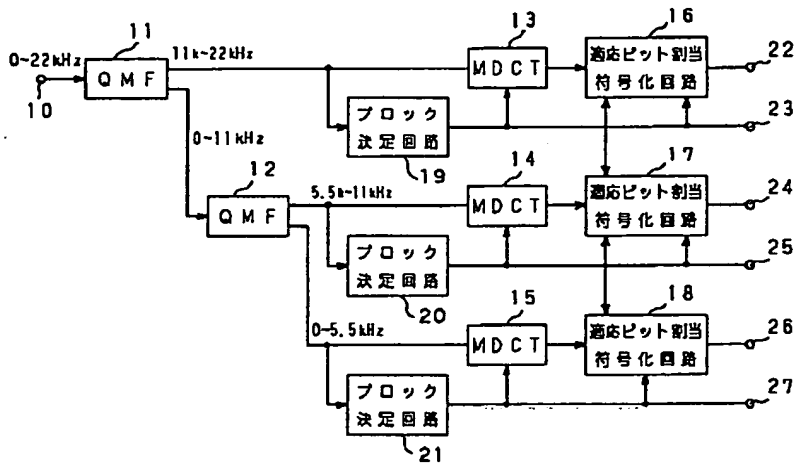 11
0~22kHz
QMF
10
11k~22kHz
13
MDCT
16
適応ビット割当
符号化回路
22
ブロック
決定回路
19
23
0~11kHz
12
QMF
5.5k~11kHz
14
MDCT
17
適応ビット割当
符号化回路
24
ブロック
決定回路
20
25
0~5.5kHz
15
MDCT
18
適応ビット割当
符号化回路
26
ブロック
決定回路
21
27